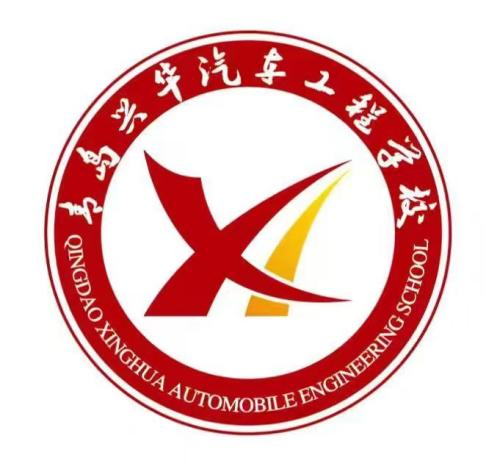 青岛兴华汽车工程学校
QINGDAO XINGHUA AUTOMOBILE ENGINEERING SCHOOL